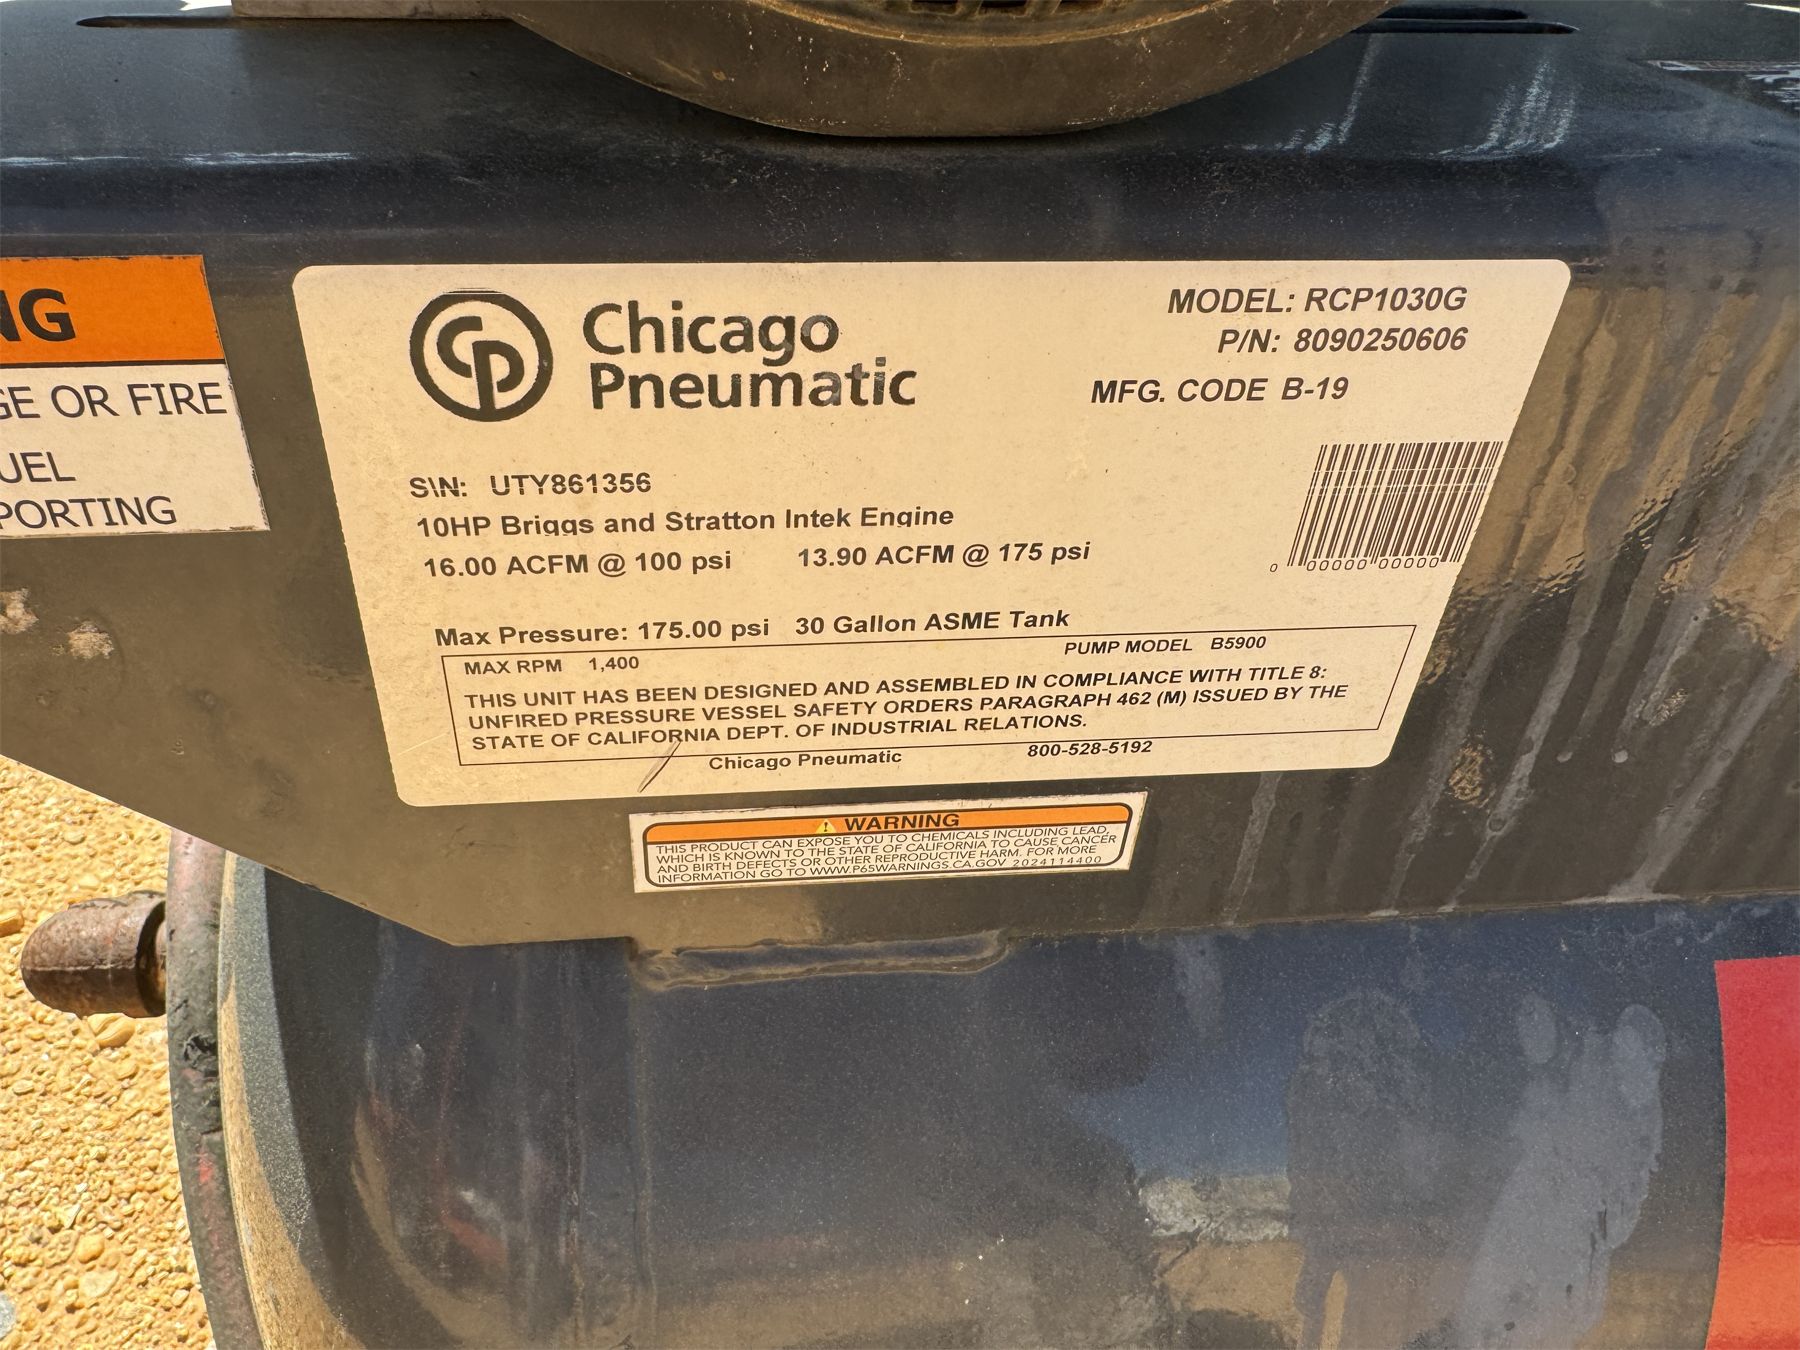 NG
GE OR FIRE
UEL
PORTING
CP
Chicago
Pneumatic
MODEL: RCP1030G
P/N: 8090250606
MFG. CODE B-19
S\N: UTY861356
10HP Briggs and Stratton Intek Engine
16.00 ACFM @ 100 psi 13.90 ACFM @ 175 psi
0 00000 00000
Max Pressure: 175.00 psi 30 Gallon ASME Tank
MAX RPM 1,400 PUMP MODEL B5900
THIS UNIT HAS BEEN DESIGNED AND ASSEMBLED IN COMPLIANCE WITH TITLE 8:
UNFIRED PRESSURE VESSEL SAFETY ORDERS PARAGRAPH 462 (M) ISSUED BY THE
STATE OF CALIFORNIA DEPT. OF INDUSTRIAL RELATIONS.
Chicago Pneumatic 800-528-5192
WARNING
THIS PRODUCT CAN EXPOSE YOU TO CHEMICALS INCLUDING LEAD,
WHICH IS KNOWN TO THE STATE OF CALIFORNIA TO CAUSE CANCER
AND BIRTH DEFECTS OR OTHER REPRODUCTIVE HARM. FOR MORE
INFORMATION GO TO WWW.P65WARNINGS.CA.GOV 2024114400